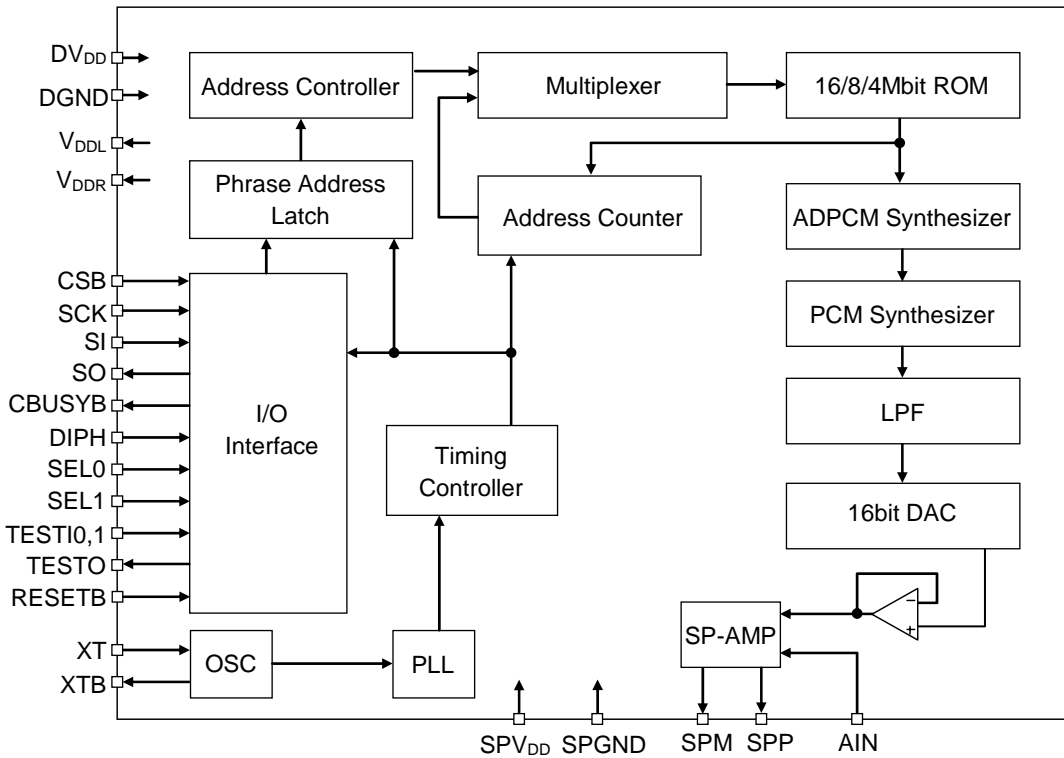 DVDD
DGND
VDDL
VDDR
Address Controller
Multiplexer
16/8/4Mbit ROM
Phrase Address
Latch
Address Counter
ADPCM Synthesizer
PCM Synthesizer
LPF
16bit DAC
CSB
SCK
SI
SO
CBUSYB
DIPH
SEL0
SEL1
TESTI0,1
TESTO
RESETB
XT
XTB
I/O
Interface
Timing
Controller
OSC
PLL
SP-AMP
−
+
SPVDD
SPGND
SPM
SPP
AIN